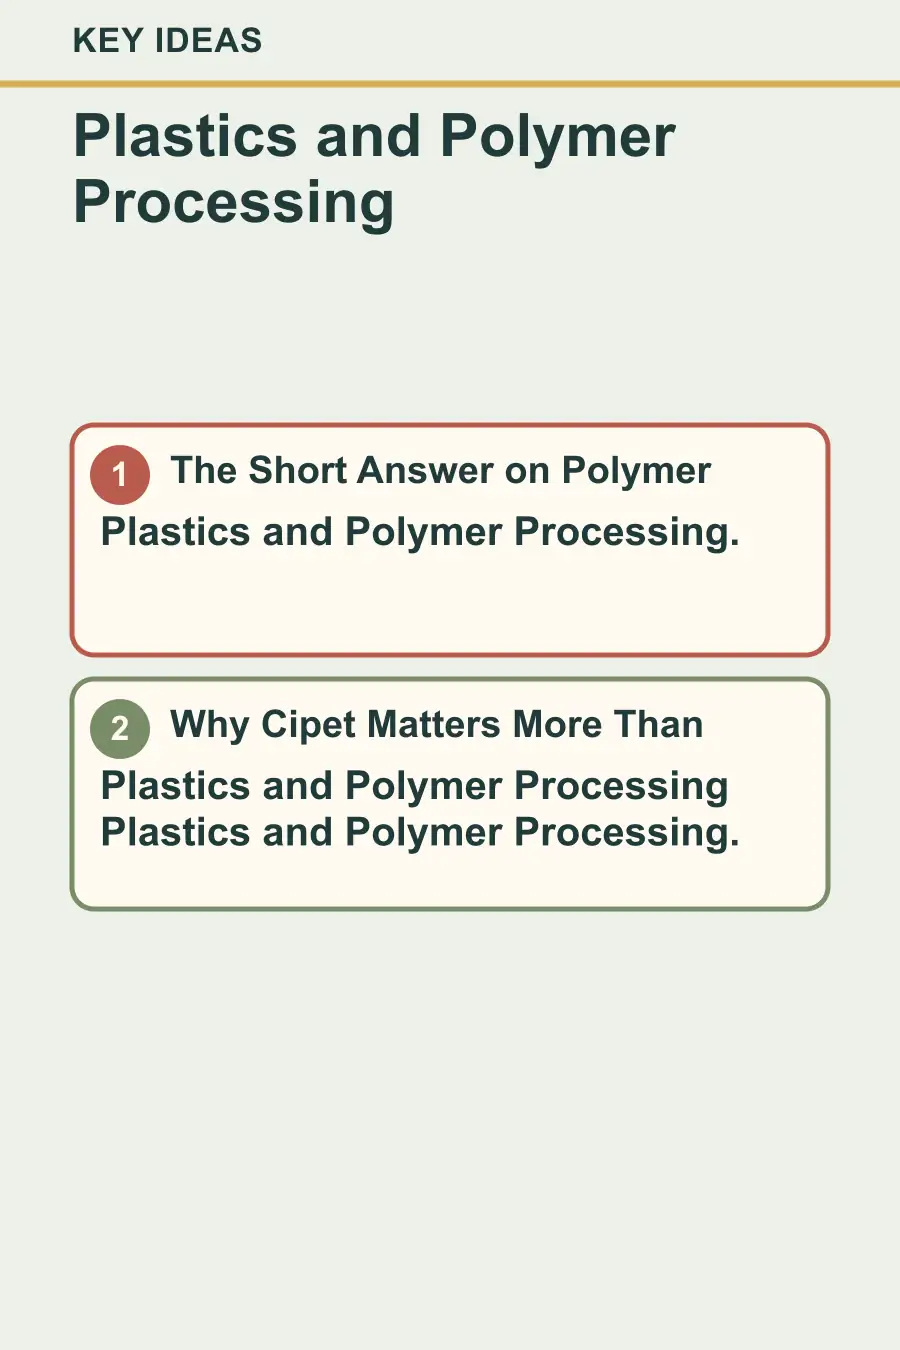 KEY IDEAS
Plastics and Polymer
Processing
1 The Short Answer on Polymer
Plastics and Polymer Processing.
2 Why Cipet Matters More Than
Plastics and Polymer Processing
Plastics and Polymer Processing.